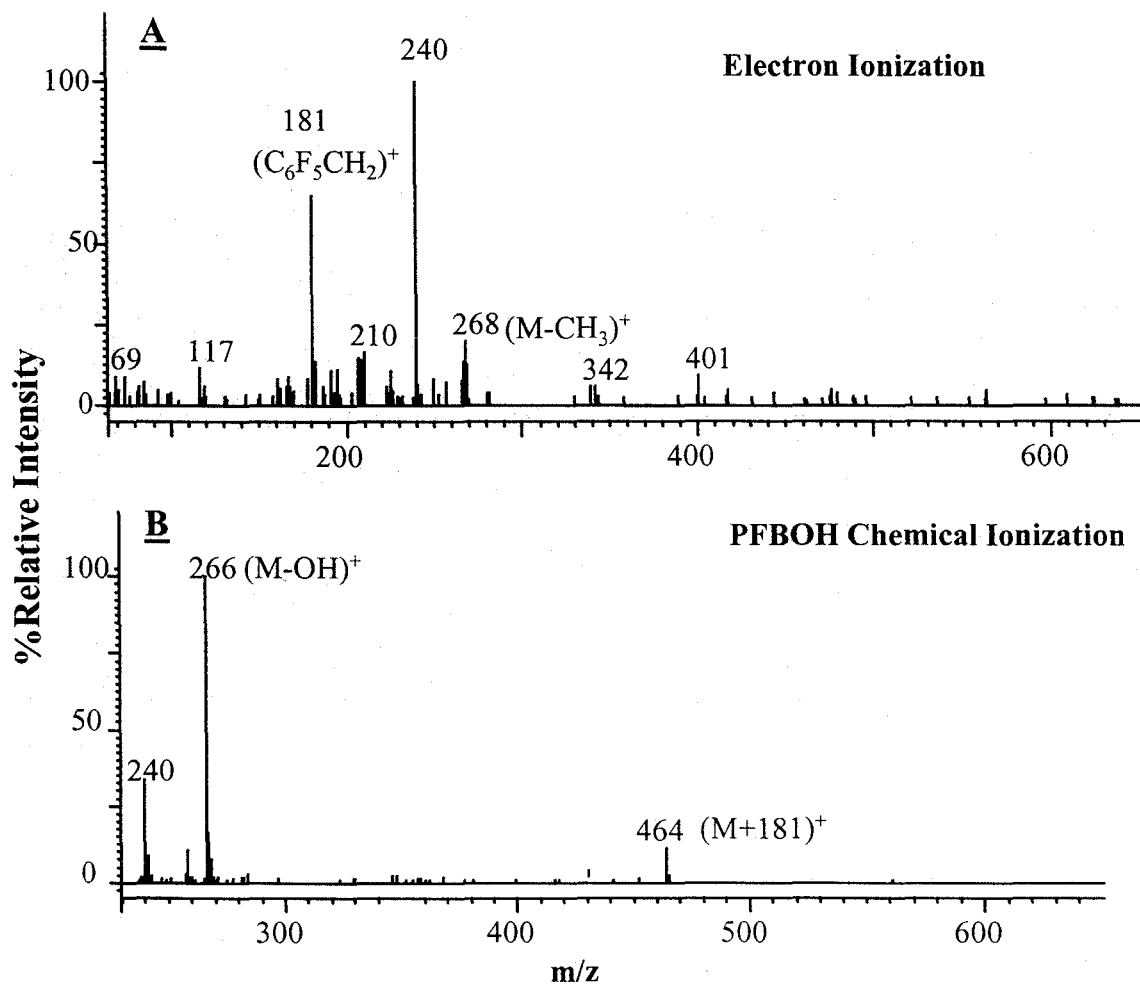 A
Electron Ionization
240
100
181
(C₆F₅CH₂)⁺
50
69
117
210
268 (M-CH₃)⁺
342
401
0
200
400
600
%Relative Intensity
B
PFBOH Chemical Ionization
266 (M-OH)⁺
100
50
240
464 (M+181)⁺
0
300
400
500
600
m/z